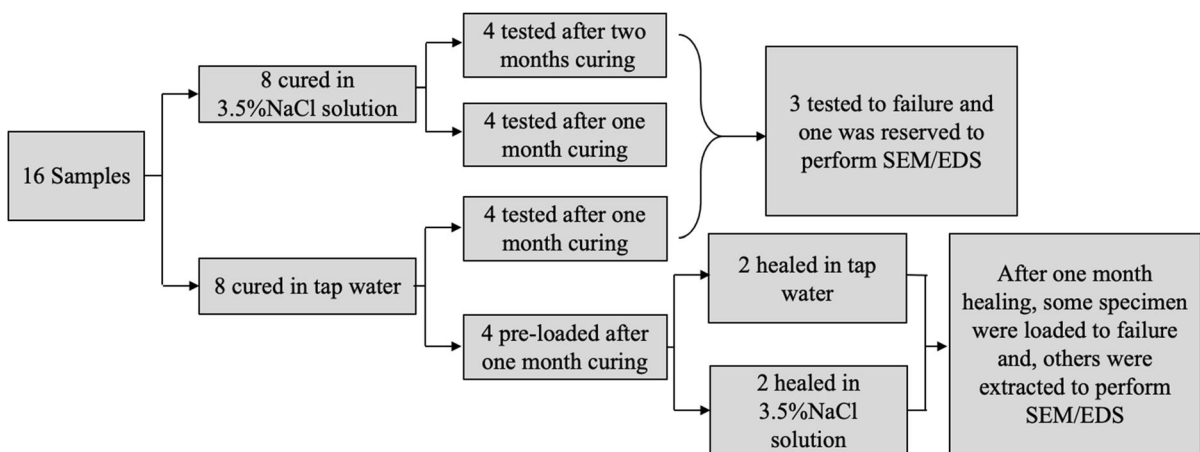 16 Samples
8 cured in
3.5%NaCl solution
8 cured in tap water
4 tested after two
months curing
4 tested after one
month curing
4 tested after one
month curing
4 pre-loaded after
one month curing
3 tested to failure and
one was reserved to
perform SEM/EDS
2 healed in tap
water
2 healed in
3.5%NaCl
solution
After one month
healing, some specimen
were loaded to failure
and, others were
extracted to perform
SEM/EDS